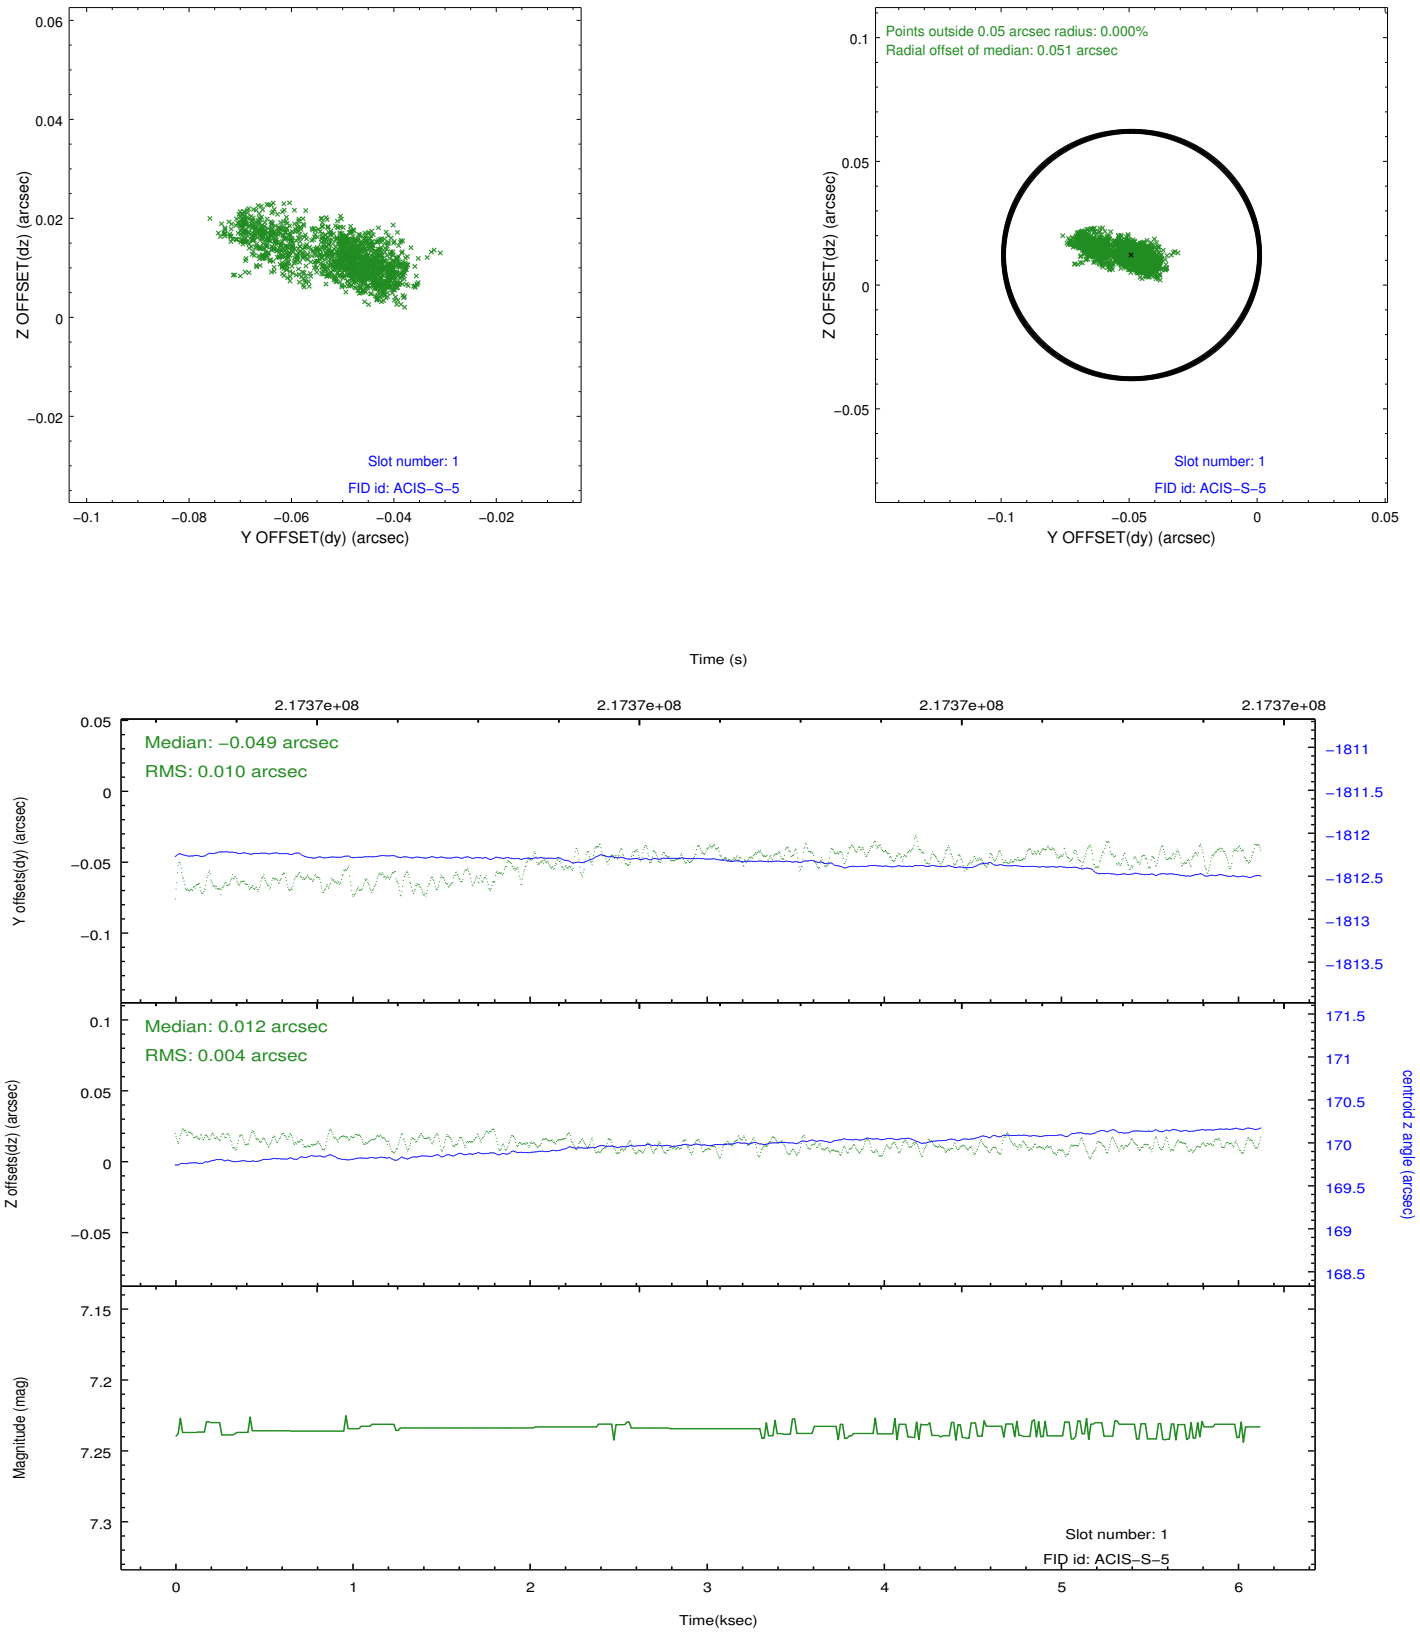 0.06
0.04
0.02
0
−0.02
Z OFFSET(dz) (arcsec)
Slot number: 1
FID id: ACIS−S−5
−0.1
−0.08
−0.06
−0.04
−0.02
Y OFFSET(dy) (arcsec)
Points outside 0.05 arcsec radius: 0.000%
Radial offset of median: 0.051 arcsec
0.1
0.05
0
−0.05
Z OFFSET(dz) (arcsec)
Slot number: 1
FID id: ACIS−S−5
−0.1
−0.05
0
0.05
Y OFFSET(dy) (arcsec)
Time (s)
2.1737e+08
2.1737e+08
2.1737e+08
2.1737e+08
Median: −0.049 arcsec
RMS: 0.010 arcsec
0.05
0
−0.05
−0.1
Y offsets(dy) (arcsec)
−1811
−1811.5
−1812
−1812.5
−1813
−1813.5
Median: 0.012 arcsec
RMS: 0.004 arcsec
0.1
0.05
0
−0.05
Z offsets(dz) (arcsec)
171.5
171
170.5
170
169.5
169
168.5
centroid z angle (arcsec)
7.15
7.2
7.25
7.3
Magnitude (mag)
Slot number: 1
FID id: ACIS−S−5
0
1
2
3
4
5
6
Time(ksec)